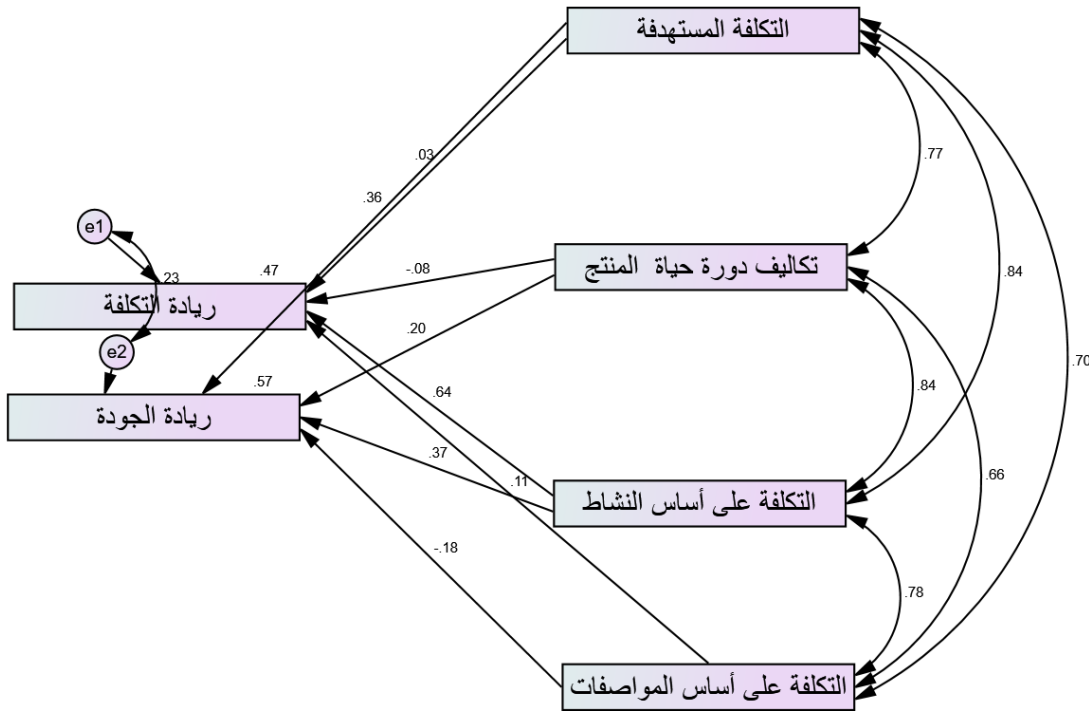 التكلفة المستهدفة
.03
.77
.36
e1
.47
تكاليف دورة حياة المنتج
-.08
.84
.23
ريادة التكلفة
.20
e2
.70
.57
.64
.84
ريادة الجودة
.37
.11
.66
التكلفة على أساس النشاط
-.18
.78
التكلفة على أساس المواصفات